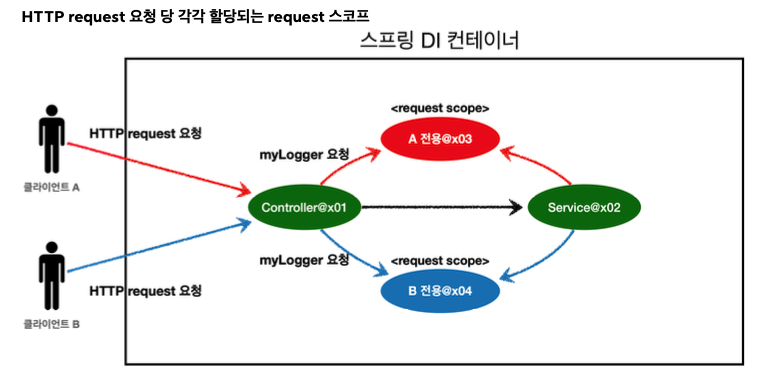 HTTP request 요청 당 각각 할당되는 request 스코프
스프링 DI 컨테이너
<request scope>
HTTP request 요청
A 전용@x03
myLogger 요청
클라이언트 A
Controller@x01
Service@x02
myLogger 요청
<request scope>
HTTP request 요청
B 전용@x04
클라이언트 B